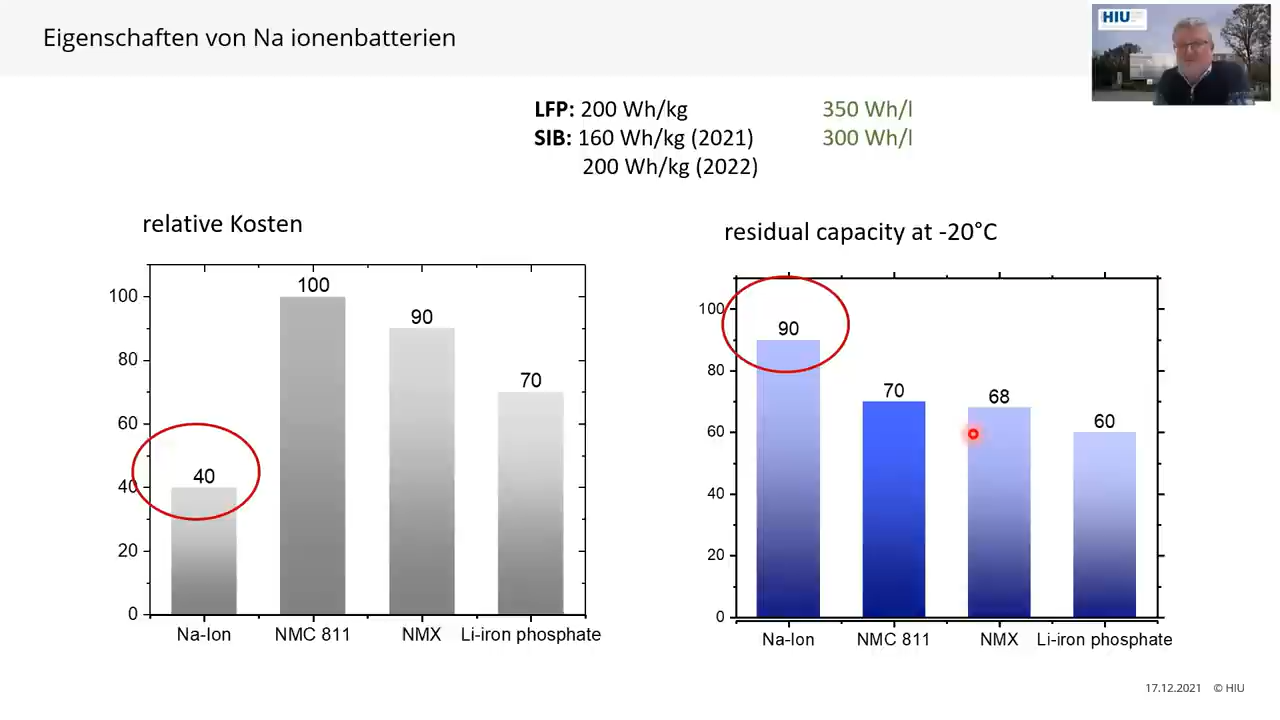 Eigenschaften von Na ionenbatterien
HIU
LFP: 200 Wh/kg 350 Wh/l
SIB: 160 Wh/kg (2021) 300 Wh/l
200 Wh/kg (2022)
relative Kosten
100
80
60
40
20
0
40
100
90
70
Na-Ion NMC 811 NMX Li-iron phosphate
residual capacity at -20°C
100
80
60
40
20
0
90
70
68
60
Na-Ion NMC 811 NMX Li-iron phosphate
17.12.2021 © HIU